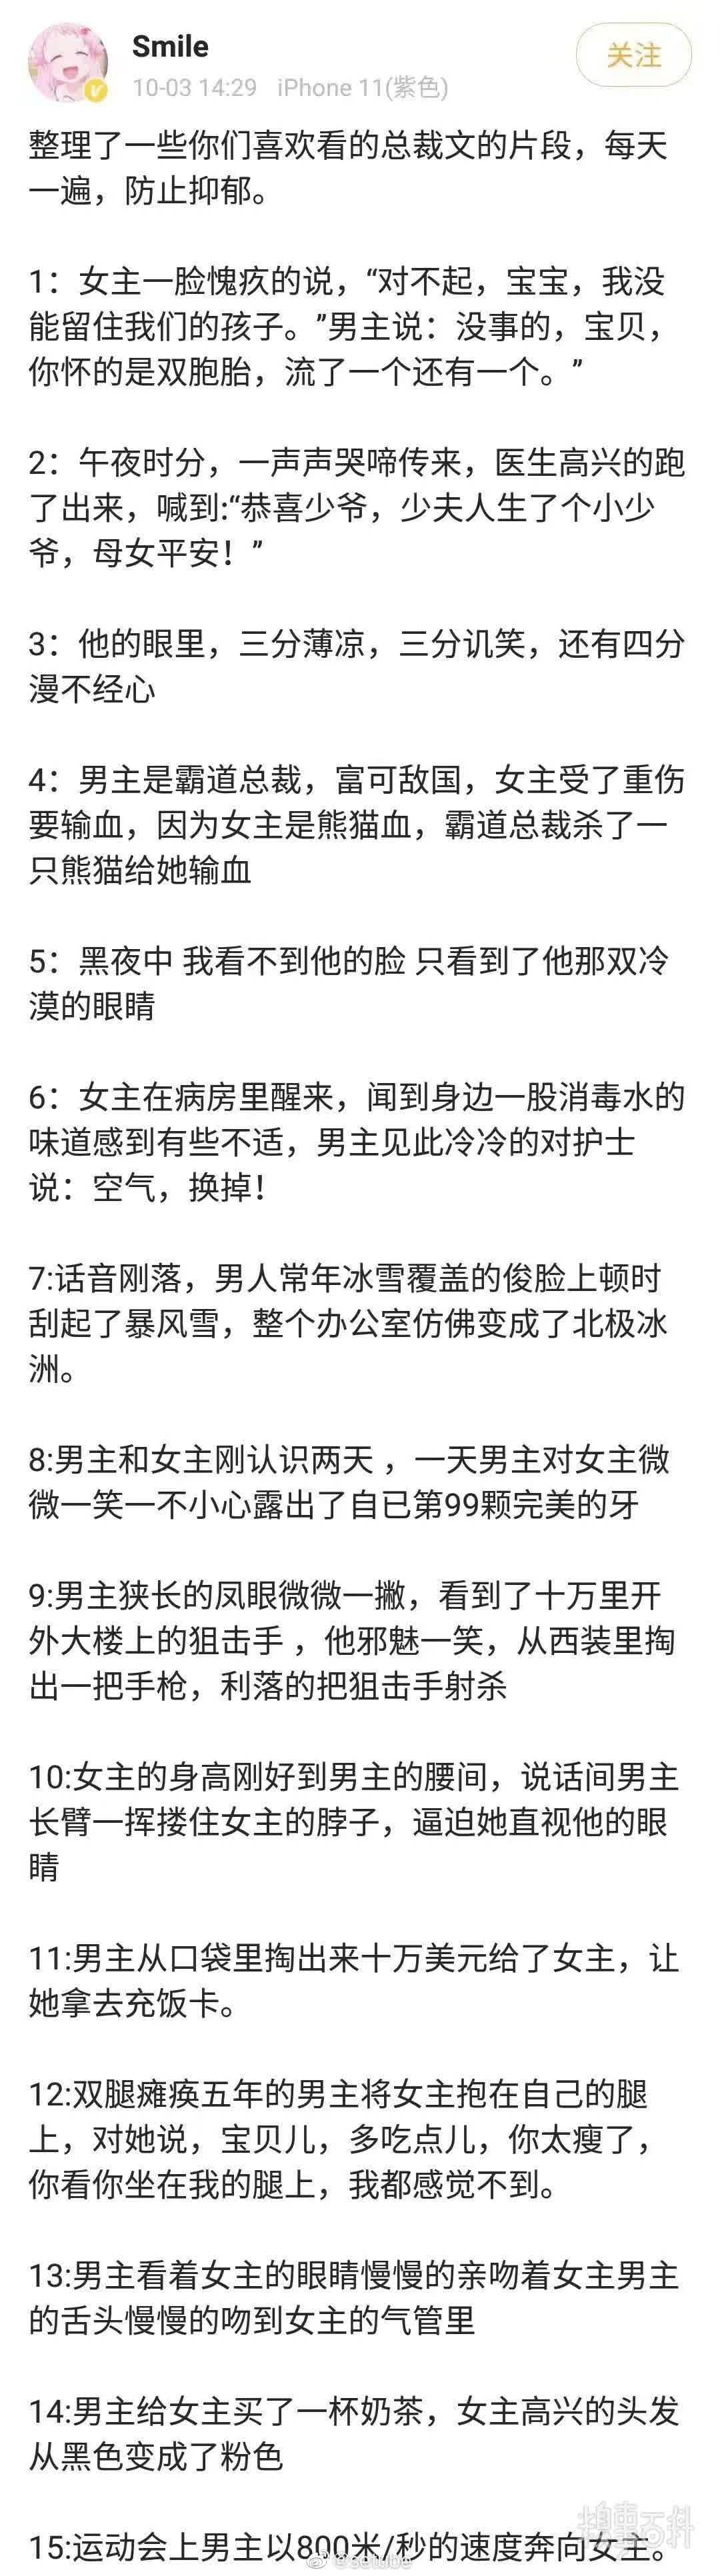 Smile
关注
10-03 14:29 iPhone 11(紫色)
整理了一些你们喜欢看的总裁文的片段，每天
一遍，防止抑郁。
1：女主一脸愧疚的说，“对不起，宝宝，我没
能留住我们的孩子。”男主说：没事的，宝贝，
你怀的是双胞胎，流了一个还有一个。”
2：午夜时分，一声声哭啼传来，医生高兴的跑
了出来，喊到:“恭喜少爷，少夫人生了个小少
爷，母女平安！”
3：他的眼里，三分薄凉，三分讥笑，还有四分
漫不经心
4：男主是霸道总裁，富可敌国，女主受了重伤
要输血，因为女主是熊猫血，霸道总裁杀了一
只熊猫给她输血
5：黑夜中 我看不到他的脸 只看到了他那双冷
漠的眼睛
6：女主在病房里醒来，闻到身边一股消毒水的
味道感到有些不适，男主见此冷冷的对护士
说：空气，换掉！
7:话音刚落，男人常年冰雪覆盖的俊脸上顿时
刮起了暴风雪，整个办公室仿佛变成了北极冰
洲。
8:男主和女主刚认识两天 ，一天男主对女主微
微一笑一不小心露出了自已第99颗完美的牙
9:男主狭长的凤眼微微一撇，看到了十万里开
外大楼上的狙击手 ，他邪魅一笑，从西装里掏
出一把手枪，利落的把狙击手射杀
10:女主的身高刚好到男主的腰间，说话间男主
长臂一挥搂住女主的脖子，逼迫她直视他的眼
睛
11:男主从口袋里掏出来十万美元给了女主，让
她拿去充饭卡。
12:双腿瘫痪五年的男主将女主抱在自己的腿
上，对她说，宝贝儿，多吃点儿，你太瘦了，
你看你坐在我的腿上，我都感觉不到。
13:男主看着女主的眼睛慢慢的亲吻着女主男主
的舌头慢慢的吻到女主的气管里
14:男主给女主买了一杯奶茶，女主高兴的头发
从黑色变成了粉色
15:运动会上男主以800米/秒的速度奔向女主。